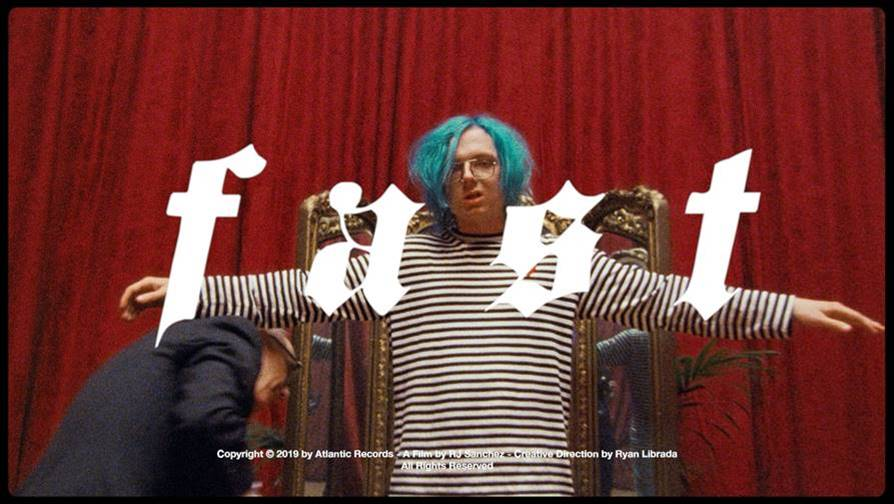 fast
Copyright © 2019 by Atlantic Records - A Film by RJ Sanchez - Creative Direction by Ryan Librada
All Rights Reserved